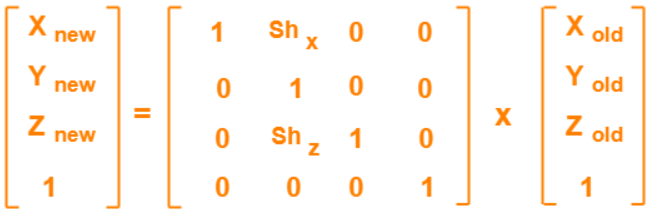 X new 1 Sh x 0 0 X old
Y new 0 1 0 0 Y old
= x
Z new 0 Sh z 1 0 Z old
1 0 0 0 1 1